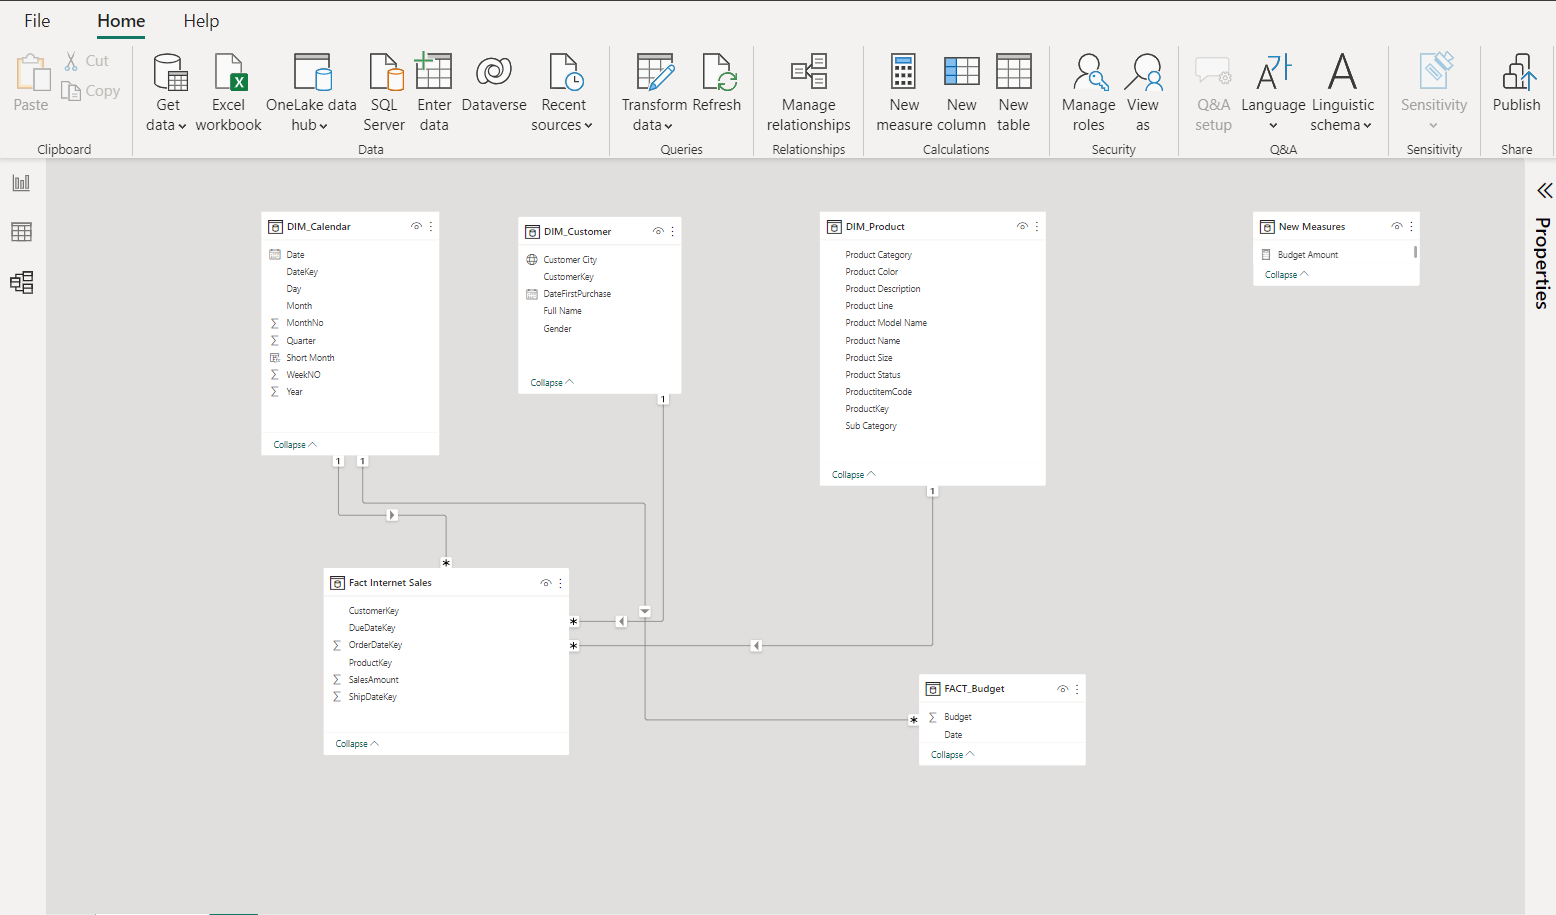 File Home Help
Paste
Cut
Copy
Clipboard
Get data
Excel workbook
OneLake data hub
SQL Server
Enter data
Dataverse
Recent sources
Data
Transform data
Refresh
Queries
Manage relationships
Relationships
New measure
New column
New table
Calculations
Manage roles
View as
Security
Q&A setup
Language
Linguistic schema
Q&A
Sensitivity
Sensitivity
Publish
Share
Properties
DIM_Calendar
Date
DateKey
Day
Month
MonthNo
Quarter
Short Month
WeekNO
Year
Collapse
1
1
DIM_Customer
Customer City
CustomerKey
DateFirstPurchase
Full Name
Gender
Collapse
1
DIM_Product
Product Category
Product Color
Product Description
Product Line
Product Model Name
Product Name
Product Size
Product Status
ProductitemCode
ProductKey
Sub Category
Collapse
1
New Measures
Budget Amount
Collapse
*
Fact Internet Sales
CustomerKey
DueDateKey
OrderDateKey
ProductKey
SalesAmount
ShipDateKey
Collapse
*
*
*
FACT_Budget
Budget
Date
Collapse